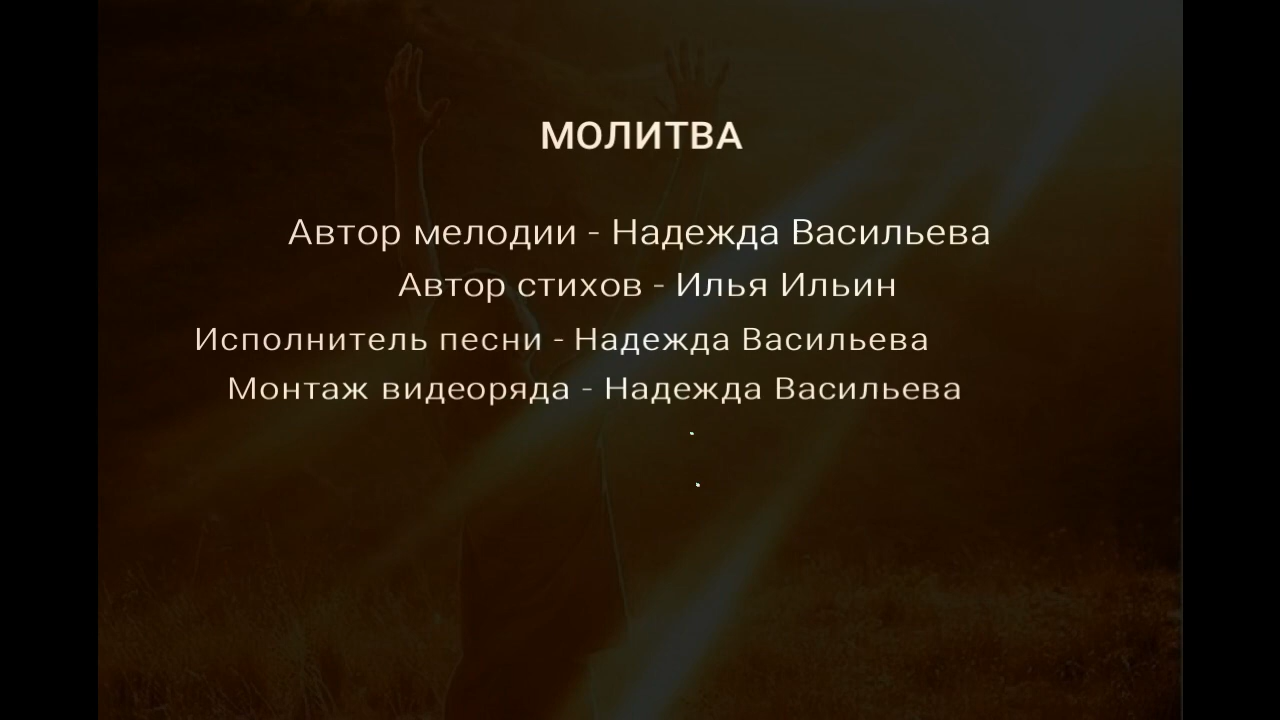 МОЛИТВА
Автор мелодии - Надежда Васильева
Автор стихов - Илья Ильин
Исполнитель песни - Надежда Васильева
Монтаж видеоряда - Надежда Васильева